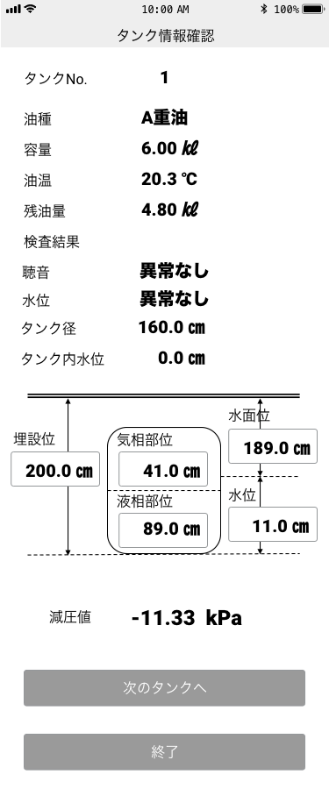 10:00 AM 100%
タンク情報確認
タンクNo. 1
油種 A重油
容量 6.00 ㎘
油温 20.3 ℃
残油量 4.80 ㎘
検査結果
聴音 異常なし
水位 異常なし
タンク径 160.0 ㎝
タンク内水位 0.0 ㎝
水面位
189.0 ㎝
埋設位
200.0 ㎝
気相部位
41.0 ㎝
液相部位
89.0 ㎝
水位
11.0 ㎝
減圧値 -11.33 kPa
次のタンクへ
終了